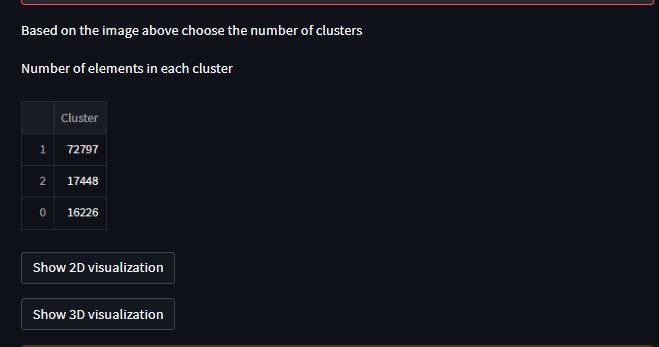 Based on the image above choose the number of clusters
Number of elements in each cluster
Cluster
1 72797
2 17448
0 16226
Show 2D visualization
Show 3D visualization